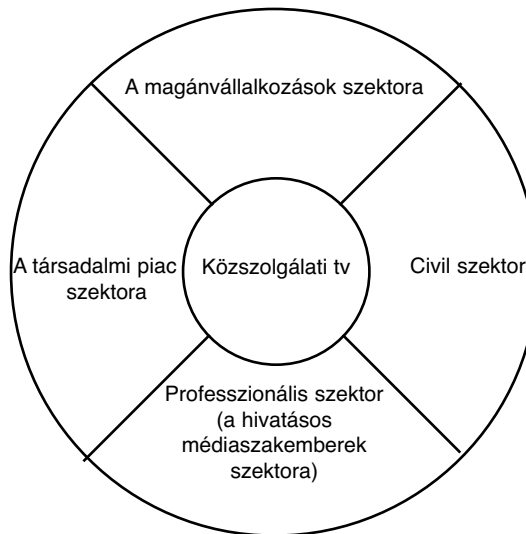 A magánvállalkozások szektora
A társadalmi piac
szektora
Közszolgálati tv
Civil szektor
Professzionális szektor
(a hivatásos
médiaszakemberek
szektora)